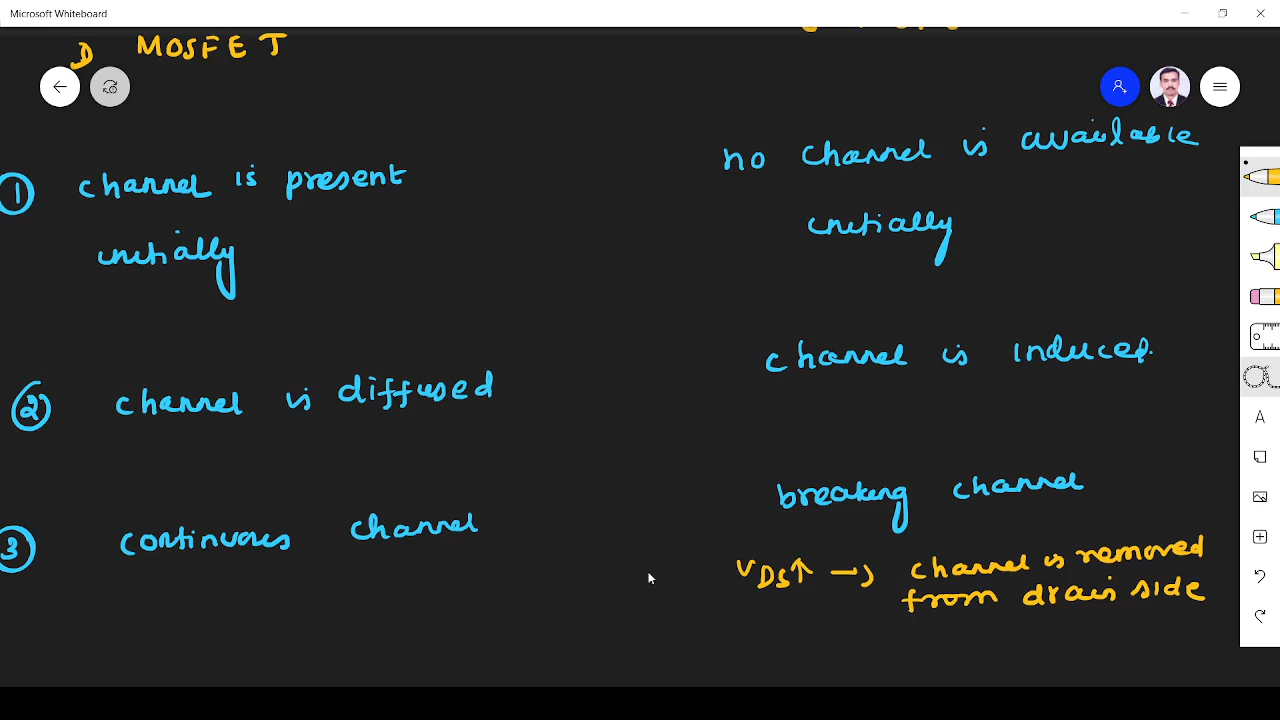 Microsoft Whiteboard
D MOSFET
① channel is present
initially
no channel is available
initially
② channel is diffused
channel is induced.
③ continuous channel
breaking channel
VDS↑ → channel is removed
from drain side
A